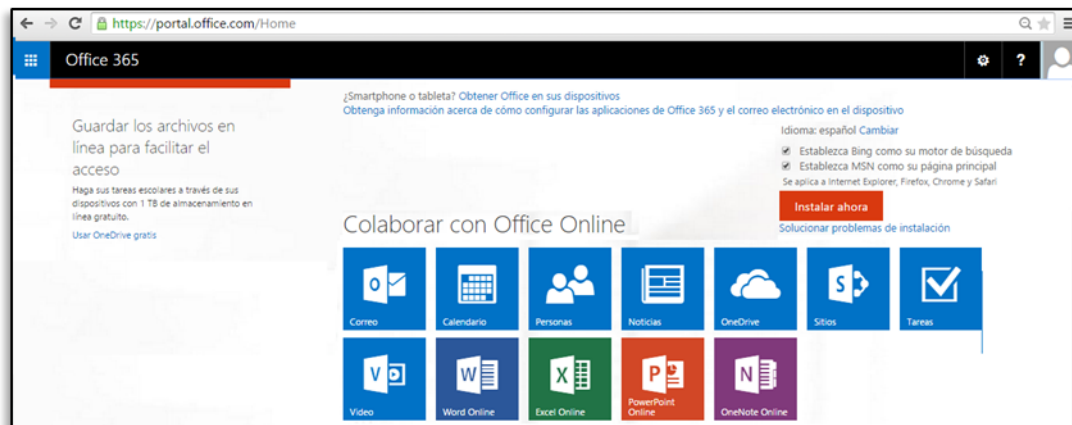 https://portal.office.com/Home
Office 365
?
¿Smartphone o tableta? Obtener Office en sus dispositivos
Obtenga información acerca de cómo configurar las aplicaciones de Office 365 y el correo electrónico en el dispositivo
Guardar los archivos en
línea para facilitar el
acceso
Haga sus tareas escolares a través de sus
dispositivos con 1 TB de almacenamiento en
línea gratuito.
Usar OneDrive gratis
Idioma: español Cambiar
Establezca Bing como su motor de búsqueda
Establezca MSN como su página principal
Se aplica a Internet Explorer, Firefox, Chrome y Safari
Instalar ahora
Solucionar problemas de instalación
Colaborar con Office Online
Correo
Calendario
Personas
Noticias
OneDrive
Sitios
Tareas
Video
Word Online
Excel Online
PowerPoint
Online
OneNote Online